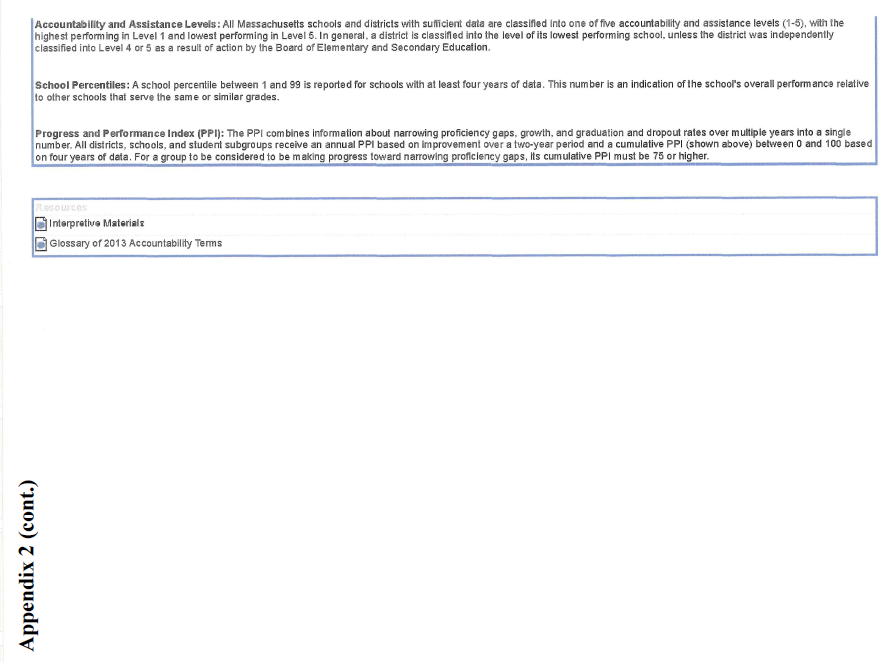 Accountability and Assistance Levels: All Massachusetts schools and districts with sufficient data are classified into one of five accountability and assistance levels (1-5), with the
highest performing in Level 1 and lowest performing in Level 5. In general, a district is classified into the level of its lowest performing school, unless the district was independently
classified into Level 4 or 5 as a result of action by the Board of Elementary and Secondary Education.
School Percentiles: A school percentile between 1 and 99 is reported for schools with at least four years of data. This number is an indication of the school's overall performance relative
to other schools that serve the same or similar grades.
Progress and Performance Index (PPI): The PPI combines information about narrowing proficiency gaps, growth, and graduation and dropout rates over multiple years into a single
number. All districts, schools, and student subgroups receive an annual PPI based on improvement over a two-year period and a cumulative PPI (shown above) between 0 and 100 based
on four years of data. For a group to be considered to be making progress toward narrowing proficiency gaps, its cumulative PPI must be 75 or higher.
Resources
Interpretive Materials
Glossary of 2013 Accountability Terms
Appendix 2 (cont.)